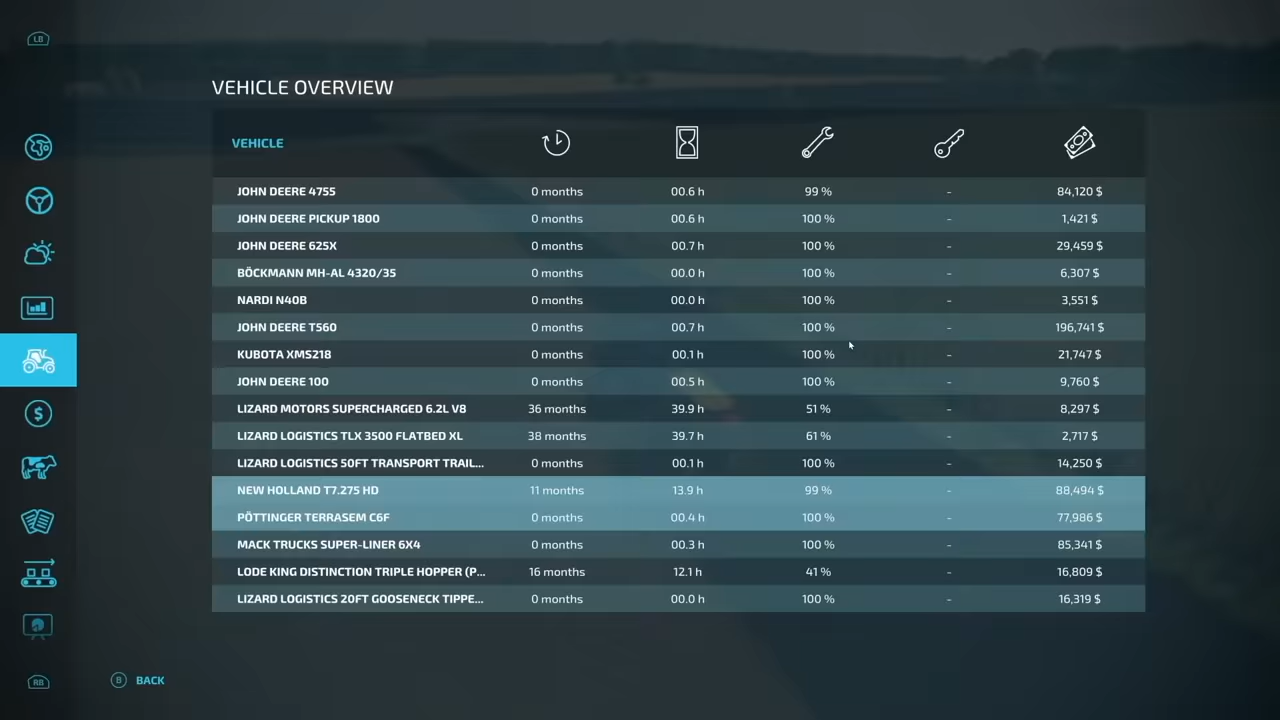 LB
VEHICLE OVERVIEW
VEHICLE
JOHN DEERE 4755 0 months 00.6 h 99 % - 84,120 $
JOHN DEERE PICKUP 1800 0 months 00.6 h 100 % - 1,421 $
JOHN DEERE 625X 0 months 00.7 h 100 % - 29,459 $
BÖCKMANN MH-AL 4320/35 0 months 00.0 h 100 % - 6,307 $
NARDI N40B 0 months 00.0 h 100 % - 3,551 $
JOHN DEERE T560 0 months 00.7 h 100 % - 196,741 $
KUBOTA XMS218 0 months 00.1 h 100 % - 21,747 $
JOHN DEERE 100 0 months 00.5 h 100 % - 9,760 $
LIZARD MOTORS SUPERCHARGED 6.2L V8 36 months 39.9 h 51 % - 8,297 $
LIZARD LOGISTICS TLX 3500 FLATBED XL 38 months 39.7 h 61 % - 2,717 $
LIZARD LOGISTICS 50FT TRANSPORT TRAIL... 0 months 00.1 h 100 % - 14,250 $
NEW HOLLAND T7.275 HD 11 months 13.9 h 99 % - 88,494 $
PÖTTINGER TERRASEM C6F 0 months 00.4 h 100 % - 77,986 $
MACK TRUCKS SUPER-LINER 6X4 0 months 00.3 h 100 % - 85,341 $
LODE KING DISTINCTION TRIPLE HOPPER (P... 16 months 12.1 h 41 % - 16,809 $
LIZARD LOGISTICS 20FT GOOSENECK TIPPE... 0 months 00.0 h 100 % - 16,319 $
RB
B BACK